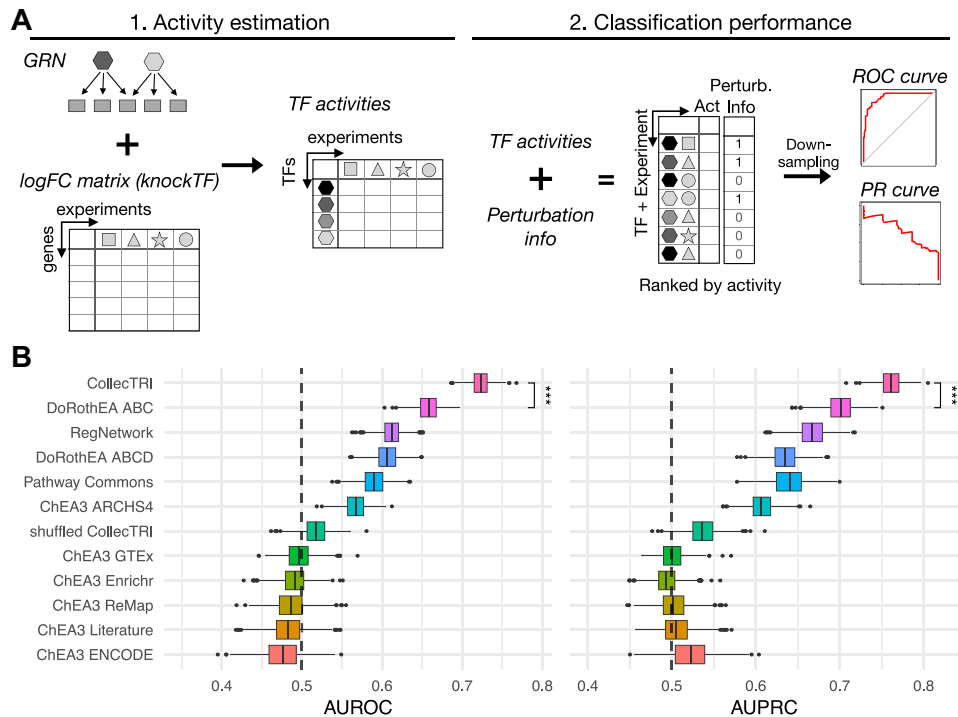 A
1. Activity estimation
2. Classification performance
GRN
+
logFC matrix (knockTF)
experiments
genes
TF activities
experiments
TFs
TF activities
+
Perturbation
info
=
TF + Experiment
Perturb.
Act Info
1
1
0
1
0
0
0
Ranked by activity
Down-
sampling
ROC curve
PR curve
B
CollecTRI
DoRothEA ABC
RegNetwork
DoRothEA ABCD
Pathway Commons
ChEA3 ARCHS4
shuffled CollecTRI
ChEA3 GTEx
ChEA3 Enrichr
ChEA3 ReMap
ChEA3 Literature
ChEA3 ENCODE
***
***
0.4 0.5 0.6 0.7 0.8
0.4 0.5 0.6 0.7 0.8
AUROC
AUPRC